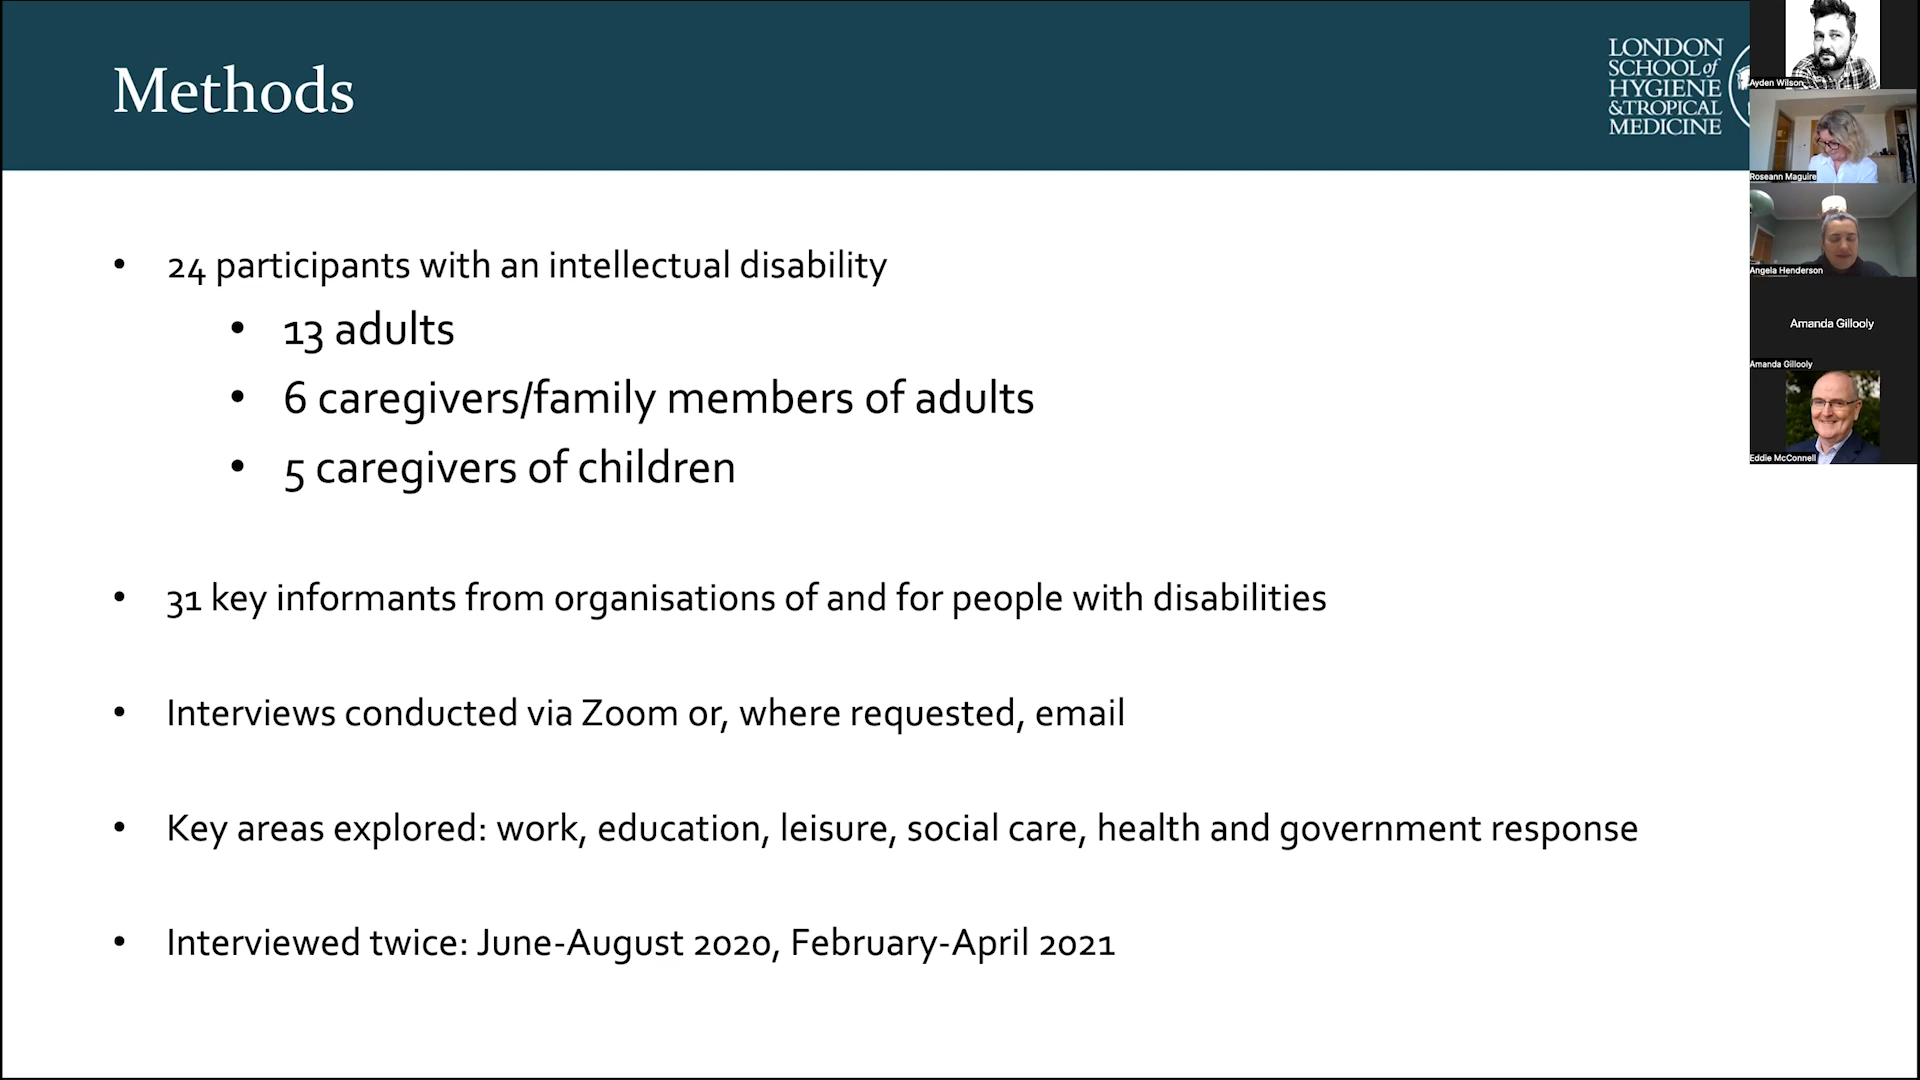 Methods
LONDON
SCHOOL of
HYGIENE
&TROPICAL
MEDICINE
• 24 participants with an intellectual disability
• 13 adults
• 6 caregivers/family members of adults
• 5 caregivers of children
• 31 key informants from organisations of and for people with disabilities
• Interviews conducted via Zoom or, where requested, email
• Key areas explored: work, education, leisure, social care, health and government response
• Interviewed twice: June-August 2020, February-April 2021
Ayden Wilson
Roseann Maguire
Angela Henderson
Amanda Gillooly
Amanda Gillooly
Eddie McConnell